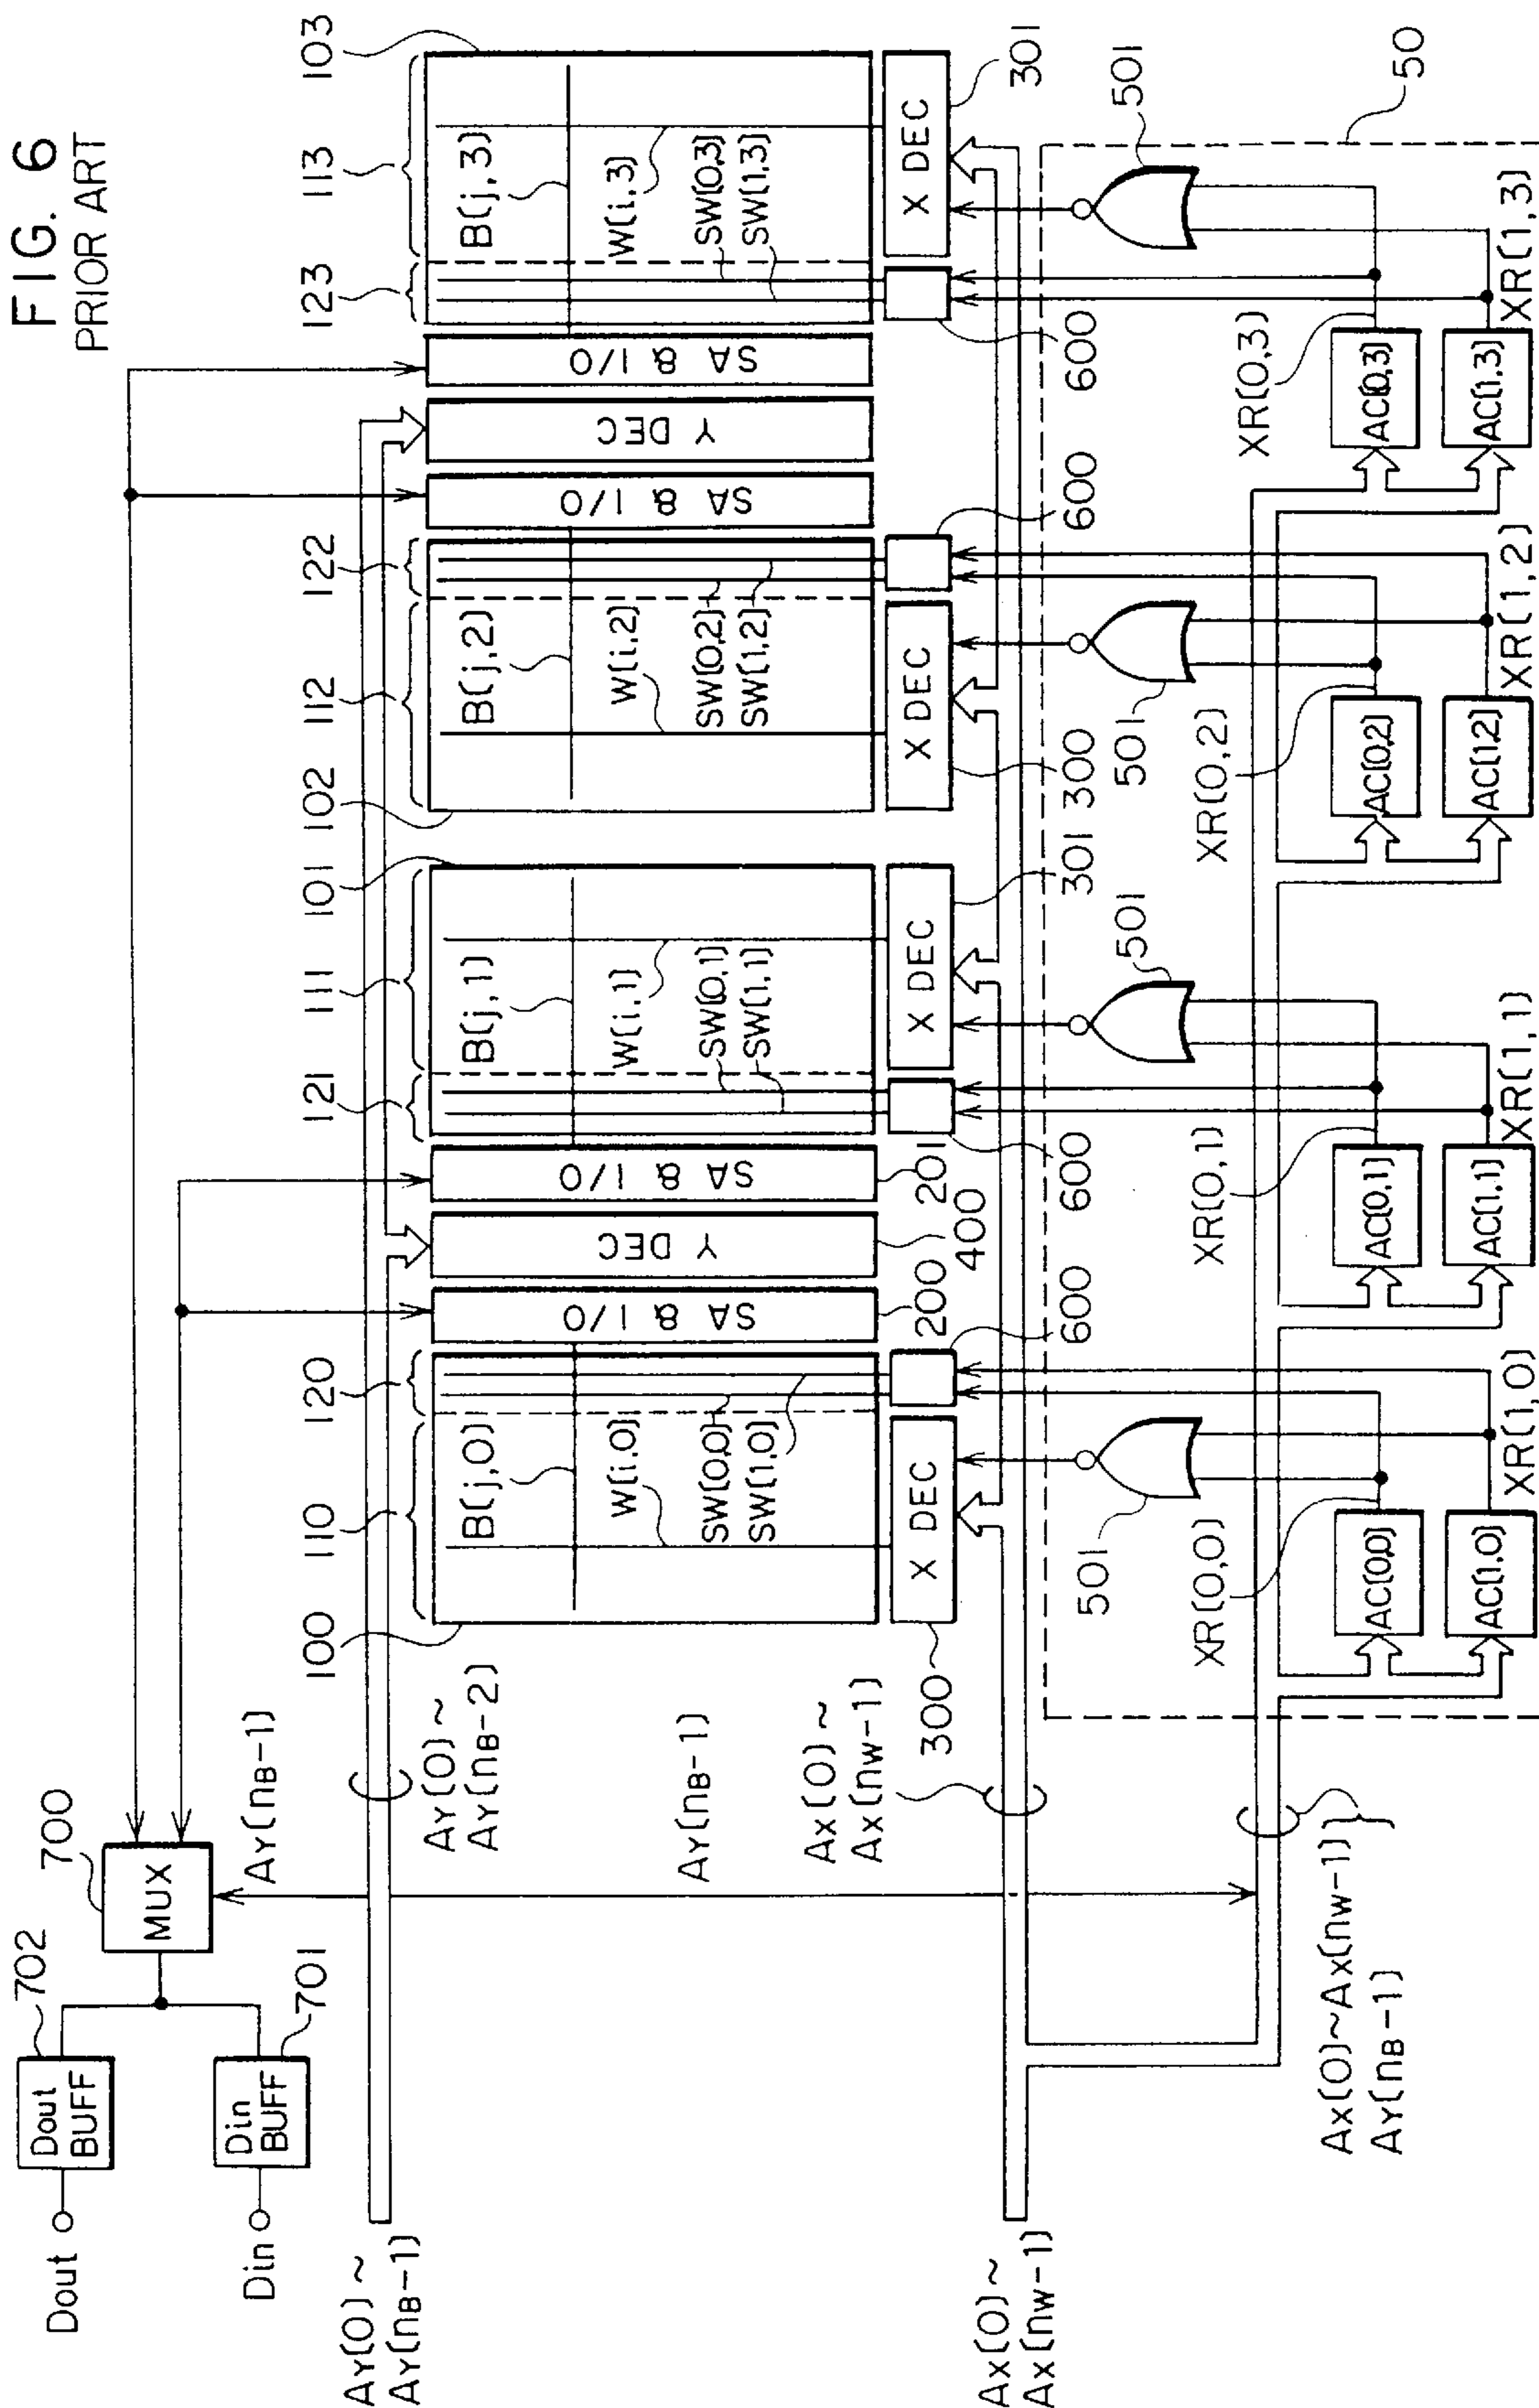 FIG. 6
PRIOR ART
Dout
Dout
BUFF
702
Din
Din
BUFF
701
MUX
700
AY(nB-1)
AY(0)~
AY(nB-1)
AY(0)~
AY(nB-2)
AY(nB-1)
AX(0)~
AX(nW-1)
AX(0)~
AX(nW-1)
AX(0)~AX(nW-1)
AY(nB-1)
100
110
120
B(j,0)
W(i,0)
SW(0,0)
SW(1,0)
X DEC
300
600
SA & I/O
200
Y DEC
400
SA & I/O
201
121
111
101
B(j,1)
W(i,1)
SW(0,1)
SW(1,1)
600
X DEC
301
102
112
122
B(j,2)
W(i,2)
SW(0,2)
SW(1,2)
X DEC
300
600
SA & I/O
Y DEC
SA & I/O
123
113
103
B(j,3)
W(i,3)
SW(0,3)
SW(1,3)
600
X DEC
301
50
501
501
501
501
XR(0,0)
AC(0,0)
AC(1,0)
XR(1,0)
XR(0,1)
AC(0,1)
AC(1,1)
XR(1,1)
XR(0,2)
AC(0,2)
AC(1,2)
XR(1,2)
XR(0,3)
AC(0,3)
AC(1,3)
XR(1,3)